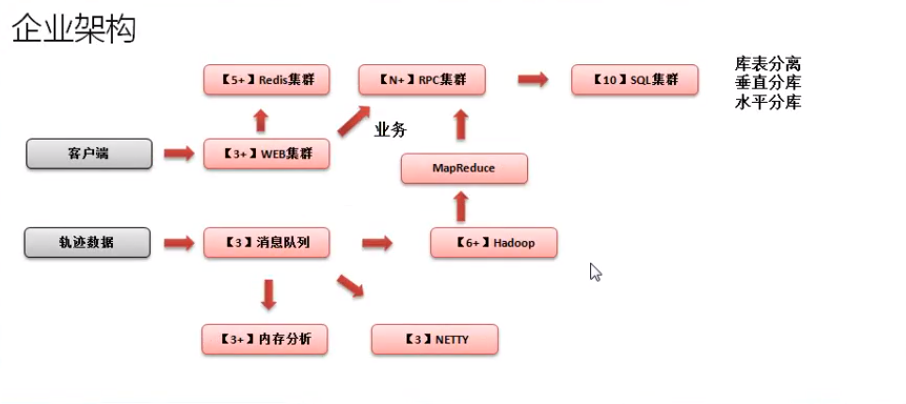 企业架构
【5+】Redis集群
【N+】RPC集群
【10】SQL集群
库表分离
垂直分库
水平分库
业务
客户端
【3+】WEB集群
MapReduce
轨迹数据
【3】消息队列
【6+】Hadoop
【3+】内存分析
【3】NETTY